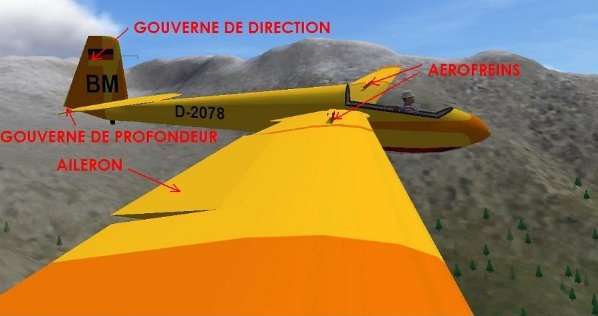 GOUVERNE DE DIRECTION
AEROFREINS
BM
D-2078
GOUVERNE DE PROFONDEUR
AILERON